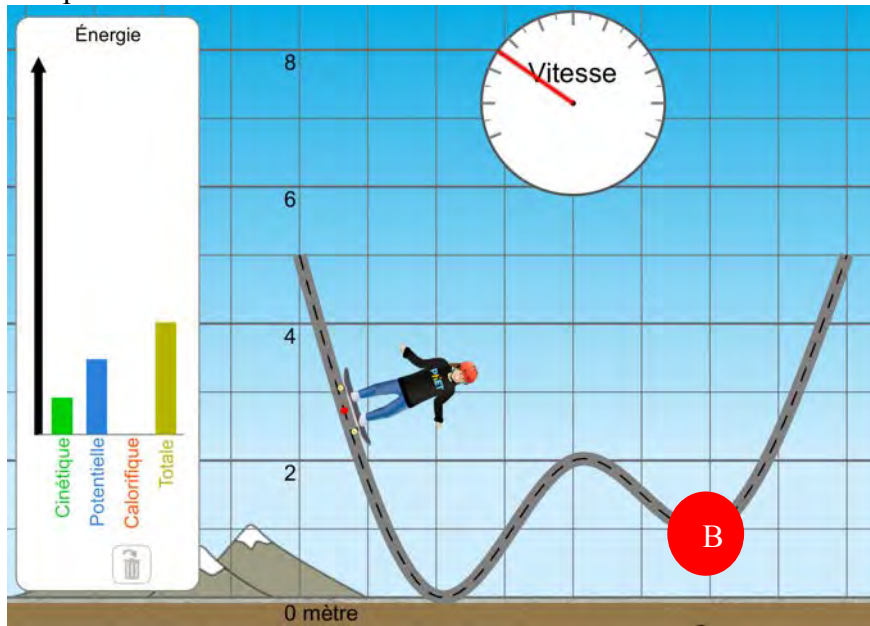 Énergie
Cinétique
Potentielle
Calorifique
Totale
Vitesse
8
6
4
2
0 mètre
PhET
B